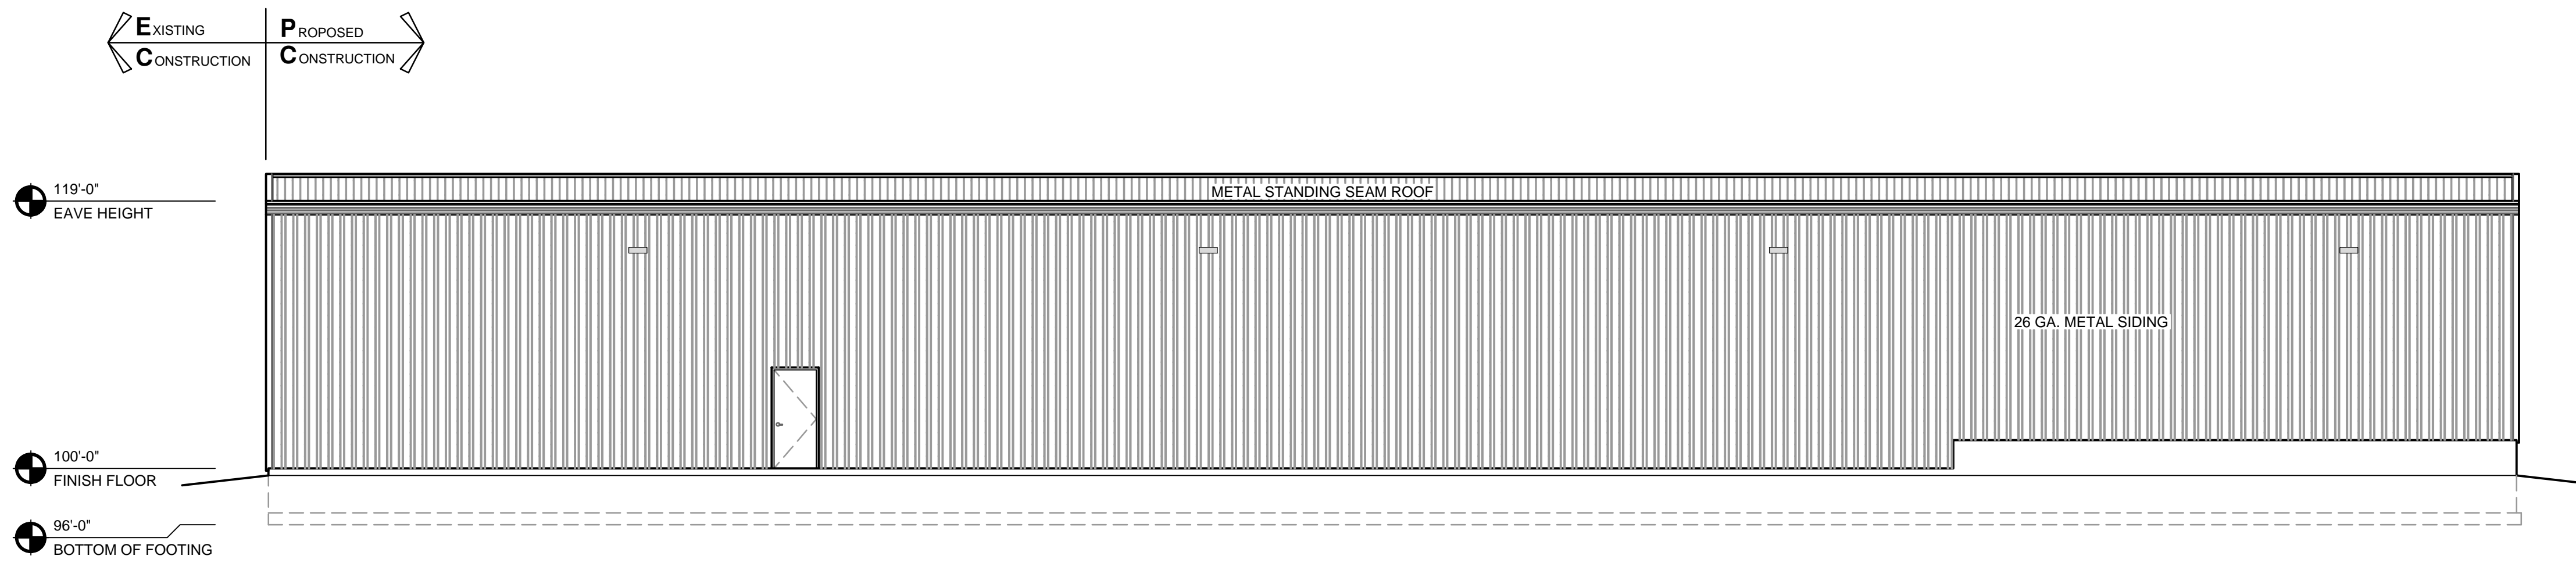 EXISTING
CONSTRUCTION
PROPOSED
CONSTRUCTION
119'-0"
EAVE HEIGHT
METAL STANDING SEAM ROOF
26 GA. METAL SIDING
100'-0"
FINISH FLOOR
96'-0"
BOTTOM OF FOOTING